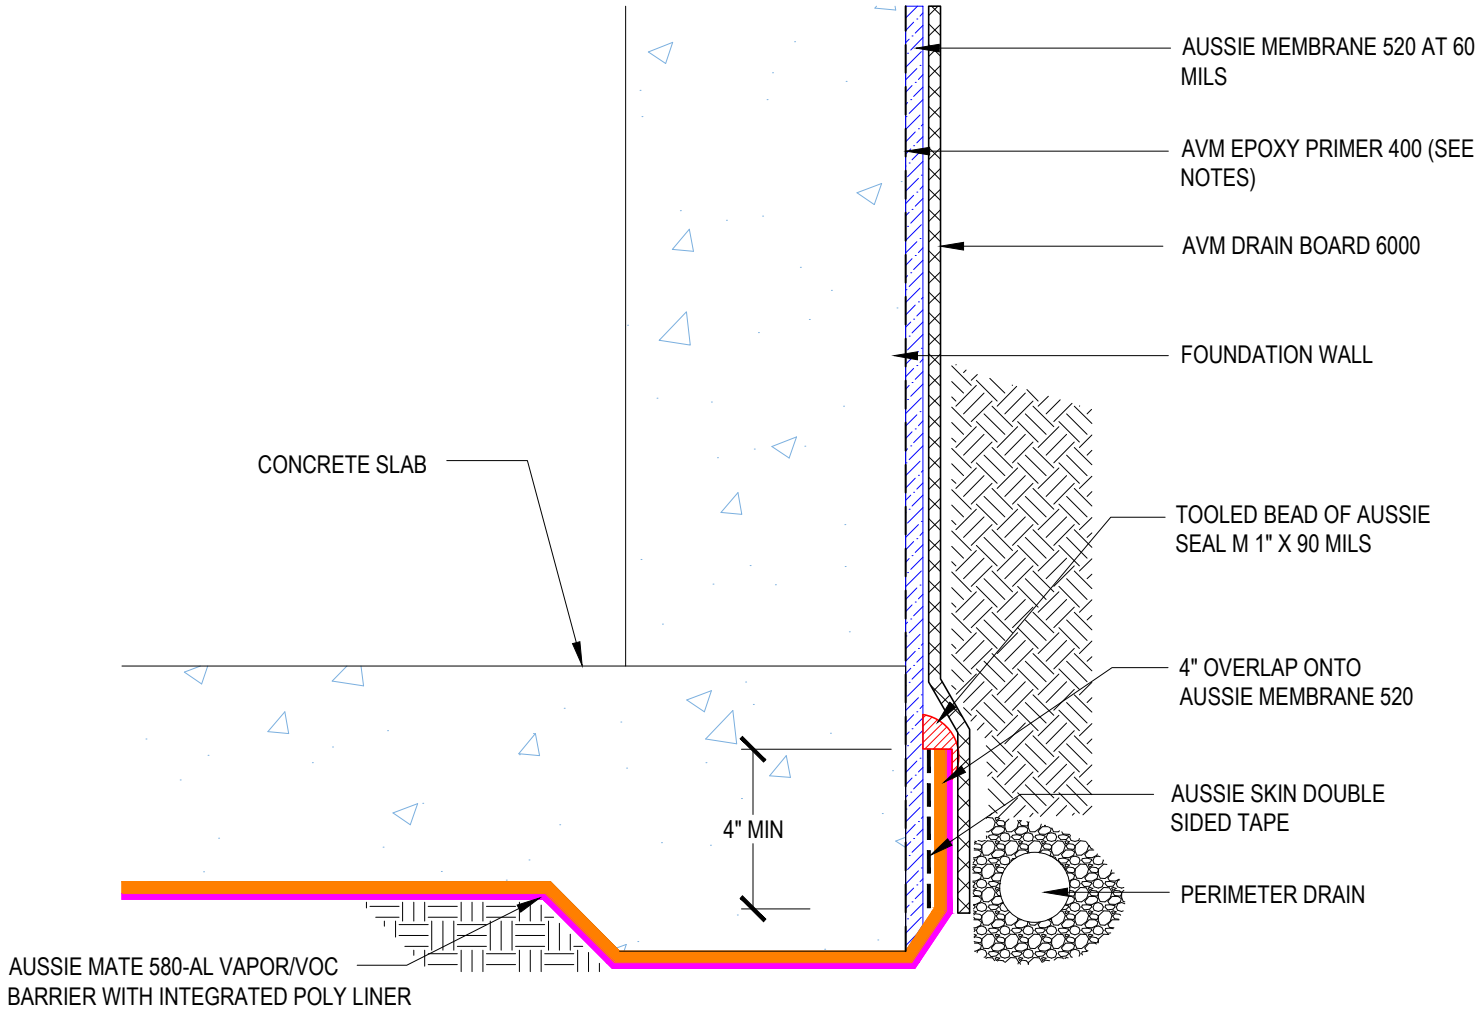 AUSSIE MEMBRANE 520 AT 60
MILS
AVM EPOXY PRIMER 400 (SEE
NOTES)
AVM DRAIN BOARD 6000
FOUNDATION WALL
CONCRETE SLAB
TOOLED BEAD OF AUSSIE
SEAL M 1" X 90 MILS
4" OVERLAP ONTO
AUSSIE MEMBRANE 520
4" MIN
AUSSIE SKIN DOUBLE
SIDED TAPE
PERIMETER DRAIN
AUSSIE MATE 580-AL VAPOR/VOC
BARRIER WITH INTEGRATED POLY LINER